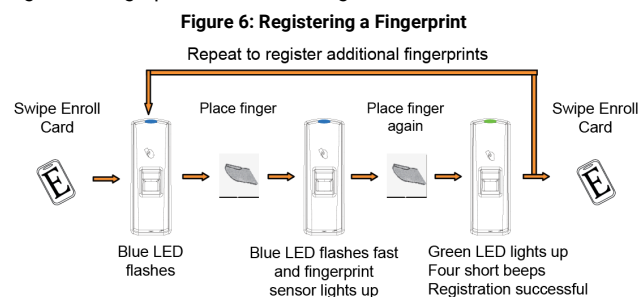 Figure 6: Registering a Fingerprint
Repeat to register additional fingerprints
Swipe Enroll
Card
Place finger
Place finger
again
Swipe Enroll
Card
E
E
Blue LED
flashes
Blue LED flashes fast
and fingerprint
sensor lights up
Green LED lights up
Four short beeps
Registration successful